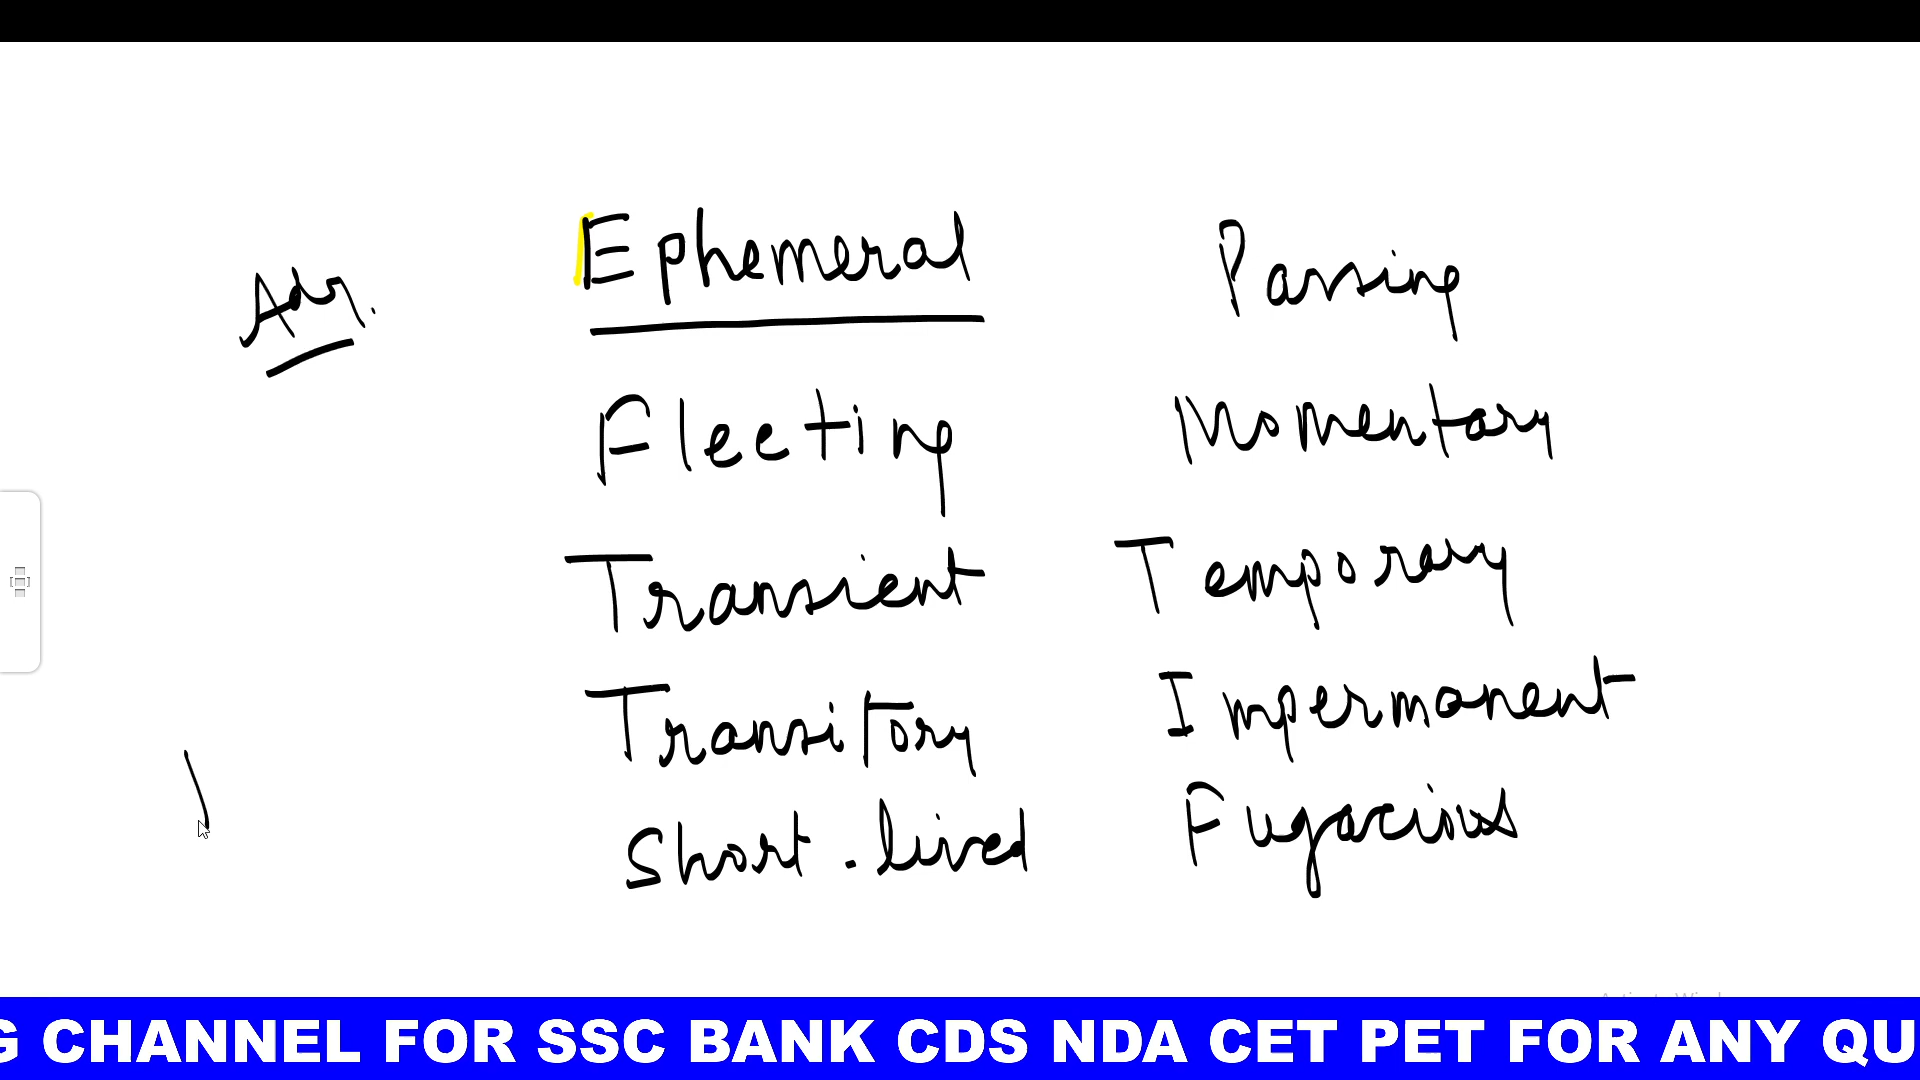 Adj.
Ephemeral
Fleeting
Transient
Transitory
Short-lived
Passing
Momentary
Temporary
Impermanent
Fugacious
G CHANNEL FOR SSC BANK CDS NDA CET PET FOR ANY QU